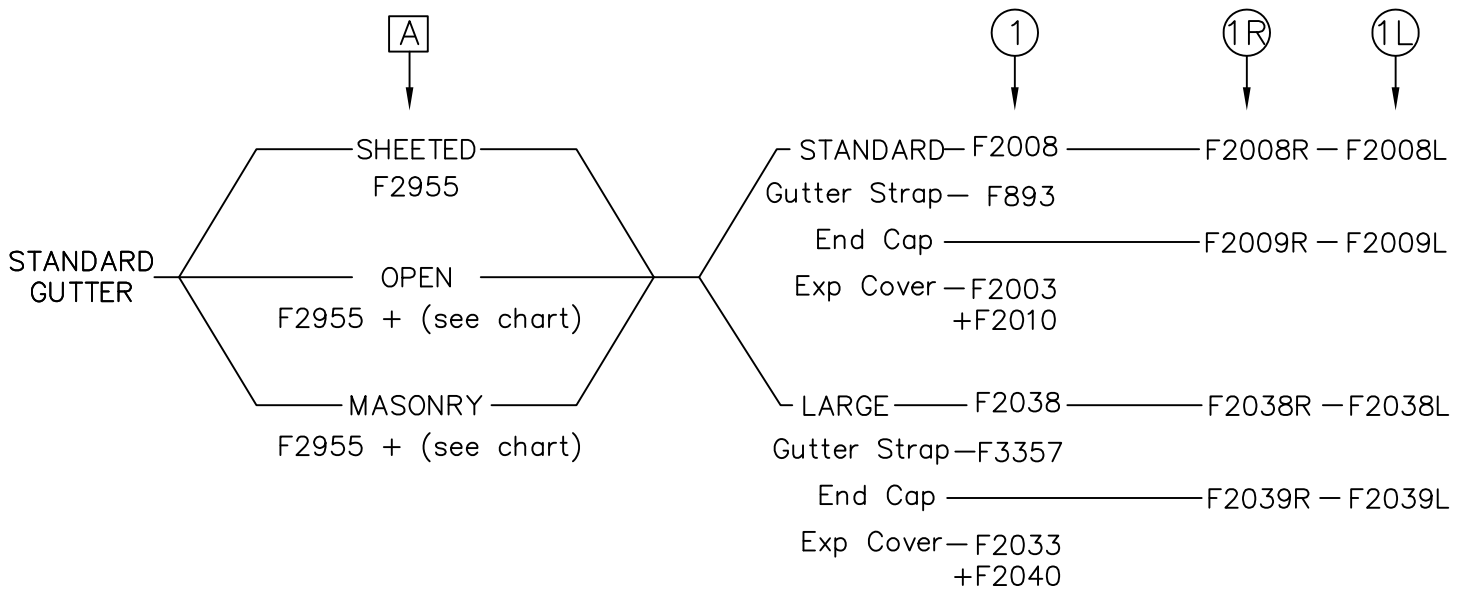 A 1 1R 1L
SHEETED STANDARD F2008 F2008R F2008L
F2955 Gutter Strap F893
End Cap F2009R F2009L
STANDARD OPEN Exp Cover F2003
GUTTER F2955 + (see chart) +F2010
MASONRY LARGE F2038 F2038R F2038L
F2955 + (see chart) Gutter Strap F3357
End Cap F2039R F2039L
Exp Cover F2033
+F2040